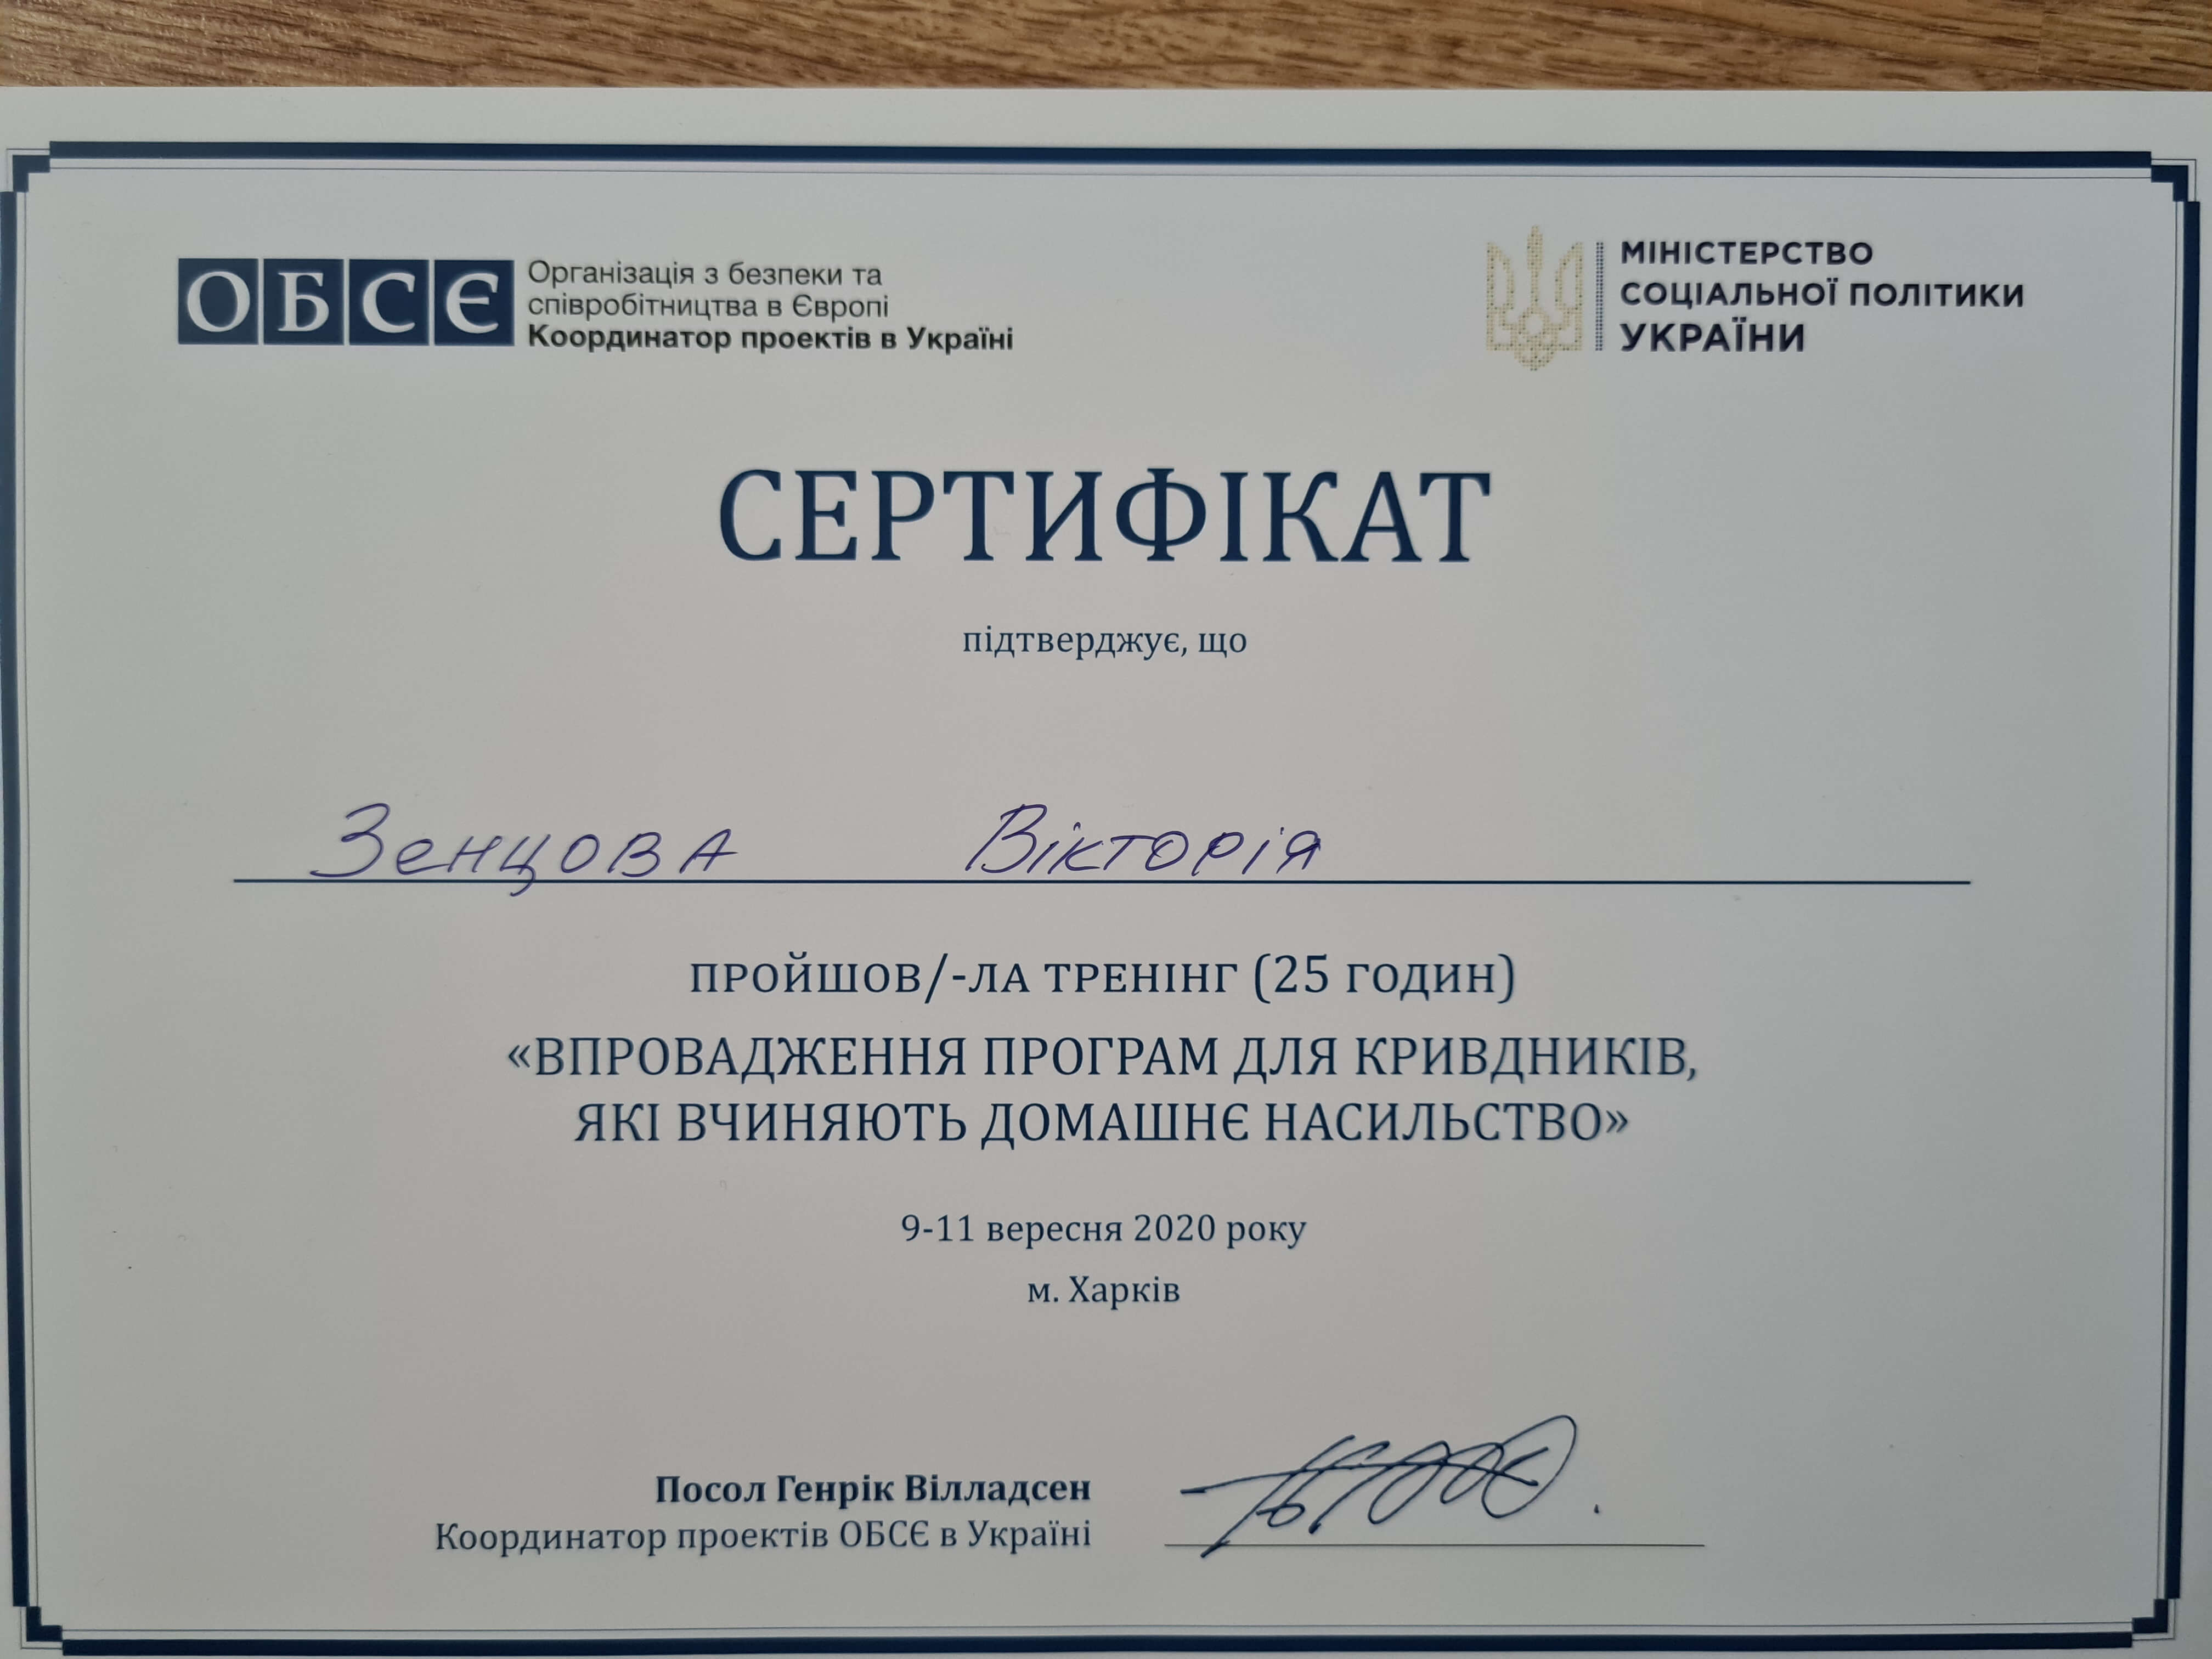 ОБСЄ
Організація з безпеки та
співробітництва в Європі
Координатор проектів в Україні
МІНІСТЕРСТВО
СОЦІАЛЬНОЇ ПОЛІТИКИ
УКРАЇНИ
СЕРТИФІКАТ
підтверджує, що
Зенцова Вікторія
ПРОЙШОВ/-ЛА ТРЕНІНГ (25 ГОДИН)
«ВПРОВАДЖЕННЯ ПРОГРАМ ДЛЯ КРИВДНИКІВ,
ЯКІ ВЧИНЯЮТЬ ДОМАШНЄ НАСИЛЬСТВО»
9-11 вересня 2020 року
м. Харків
Посол Генрік Вілладсен
Координатор проектів ОБСЄ в Україні